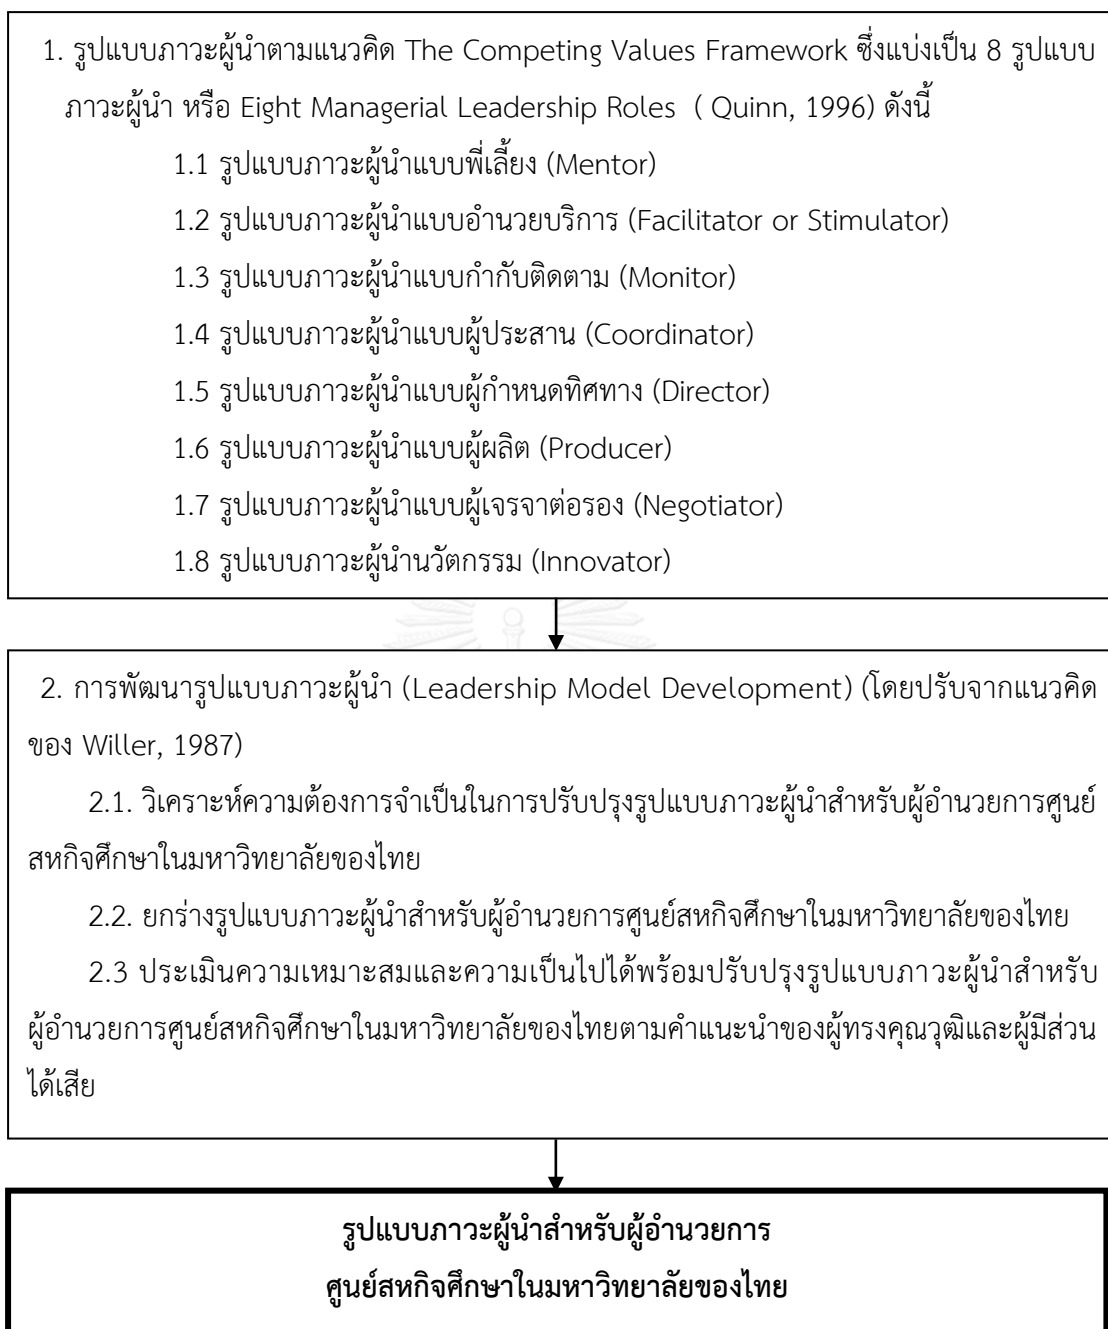 1. รูปแบบภาวะผู้นำตามแนวคิด The Competing Values Framework ซึ่งแบ่งเป็น 8 รูปแบบ
ภาวะผู้นำ หรือ Eight Managerial Leadership Roles ( Quinn, 1996) ดังนี้
1.1 รูปแบบภาวะผู้นำแบบพี่เลี้ยง (Mentor)
1.2 รูปแบบภาวะผู้นำแบบอำนวยบริการ (Facilitator or Stimulator)
1.3 รูปแบบภาวะผู้นำแบบกำกับติดตาม (Monitor)
1.4 รูปแบบภาวะผู้นำแบบผู้ประสาน (Coordinator)
1.5 รูปแบบภาวะผู้นำแบบผู้กำหนดทิศทาง (Director)
1.6 รูปแบบภาวะผู้นำแบบผู้ผลิต (Producer)
1.7 รูปแบบภาวะผู้นำแบบผู้เจรจาต่อรอง (Negotiator)
1.8 รูปแบบภาวะผู้นำนวัตกรรม (Innovator)
2. การพัฒนารูปแบบภาวะผู้นำ (Leadership Model Development) (โดยปรับจากแนวคิด
ของ Willer, 1987)
2.1. วิเคราะห์ความต้องการจำเป็นในการปรับปรุงรูปแบบภาวะผู้นำสำหรับผู้อำนวยการศูนย์
สหกิจศึกษาในมหาวิทยาลัยของไทย
2.2. ยกร่างรูปแบบภาวะผู้นำสำหรับผู้อำนวยการศูนย์สหกิจศึกษาในมหาวิทยาลัยของไทย
2.3 ประเมินความเหมาะสมและความเป็นไปได้พร้อมปรับปรุงรูปแบบภาวะผู้นำสำหรับ
ผู้อำนวยการศูนย์สหกิจศึกษาในมหาวิทยาลัยของไทยตามคำแนะนำของผู้ทรงคุณวุฒิและผู้มีส่วน
ได้เสีย
รูปแบบภาวะผู้นำสำหรับผู้อำนวยการ
ศูนย์สหกิจศึกษาในมหาวิทยาลัยของไทย